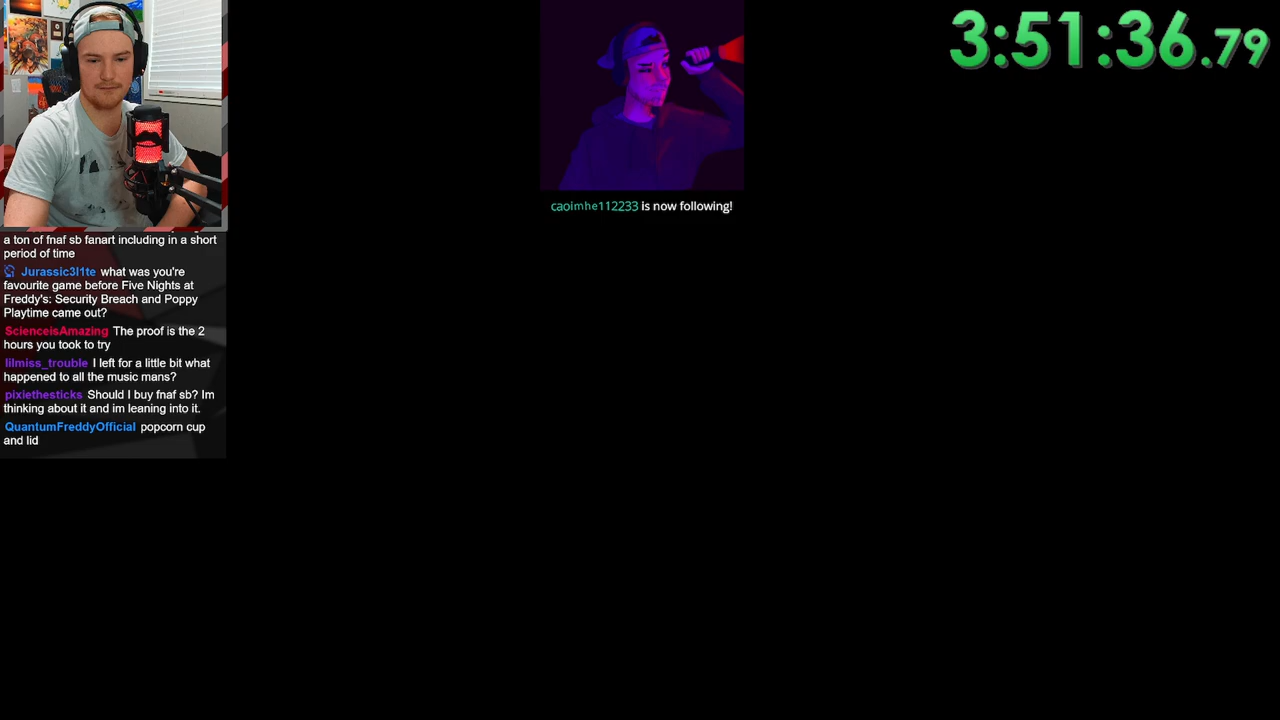 3:51:36.79
caoimhe112233 is now following!
a ton of fnaf sb fanart including in a short
period of time
Jurassic3l1te what was you're
favourite game before Five Nights at
Freddy's: Security Breach and Poppy
Playtime came out?
ScienceisAmazing The proof is the 2
hours you took to try
lilmiss_trouble I left for a little bit what
happened to all the music mans?
pixiethesticks Should I buy fnaf sb? Im
thinking about it and im leaning into it.
QuantumFreddyOfficial popcorn cup
and lid